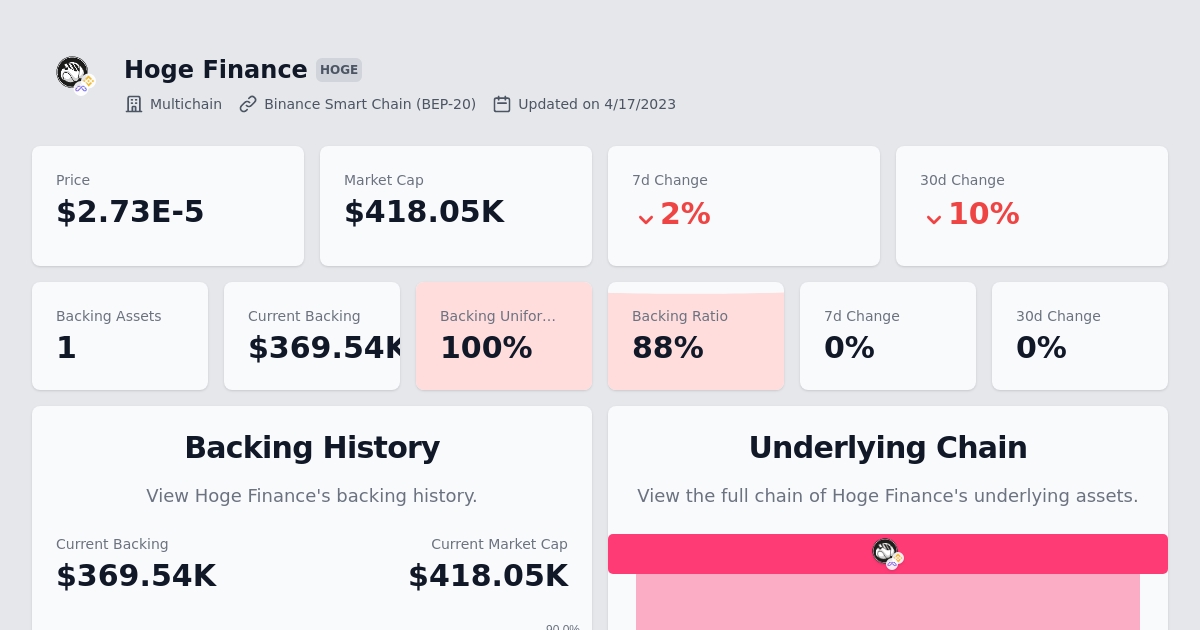 Hoge Finance HOGE
Multichain Binance Smart Chain (BEP-20) Updated on 4/17/2023
Price
$2.73E-5
Market Cap
$418.05K
7d Change
2%
30d Change
10%
Backing Assets
1
Current Backing
$369.54K
Backing Unifor...
100%
Backing Ratio
88%
7d Change
0%
30d Change
0%
Backing History
View Hoge Finance's backing history.
Current Backing
$369.54K
Current Market Cap
$418.05K
90.0%
Underlying Chain
View the full chain of Hoge Finance's underlying assets.